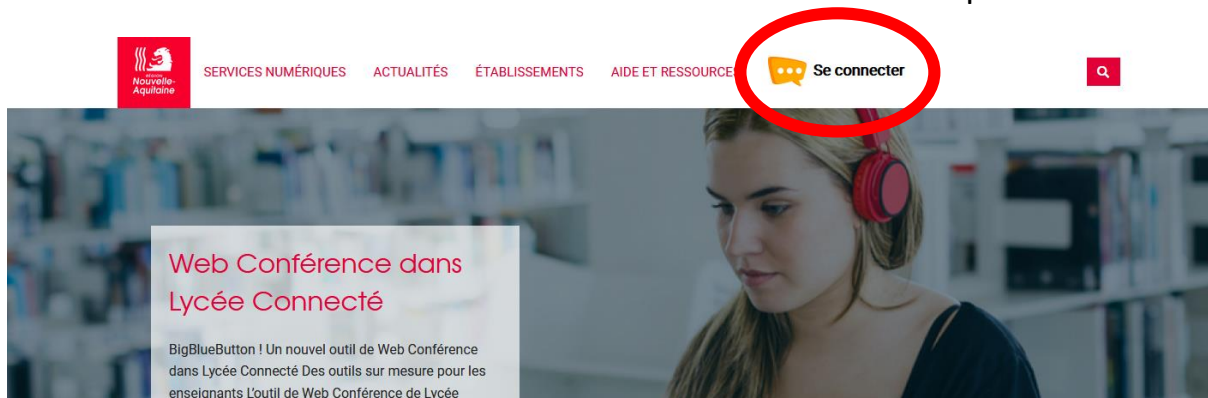 RÉGION
Nouvelle-
Aquitaine
SERVICES NUMÉRIQUES ACTUALITÉS ÉTABLISSEMENTS AIDE ET RESSOURCES Se connecter
Web Conférence dans
Lycée Connecté
BigBlueButton ! Un nouvel outil de Web Conférence
dans Lycée Connecté Des outils sur mesure pour les
enseignants L'outil de Web Conférence de Lycée